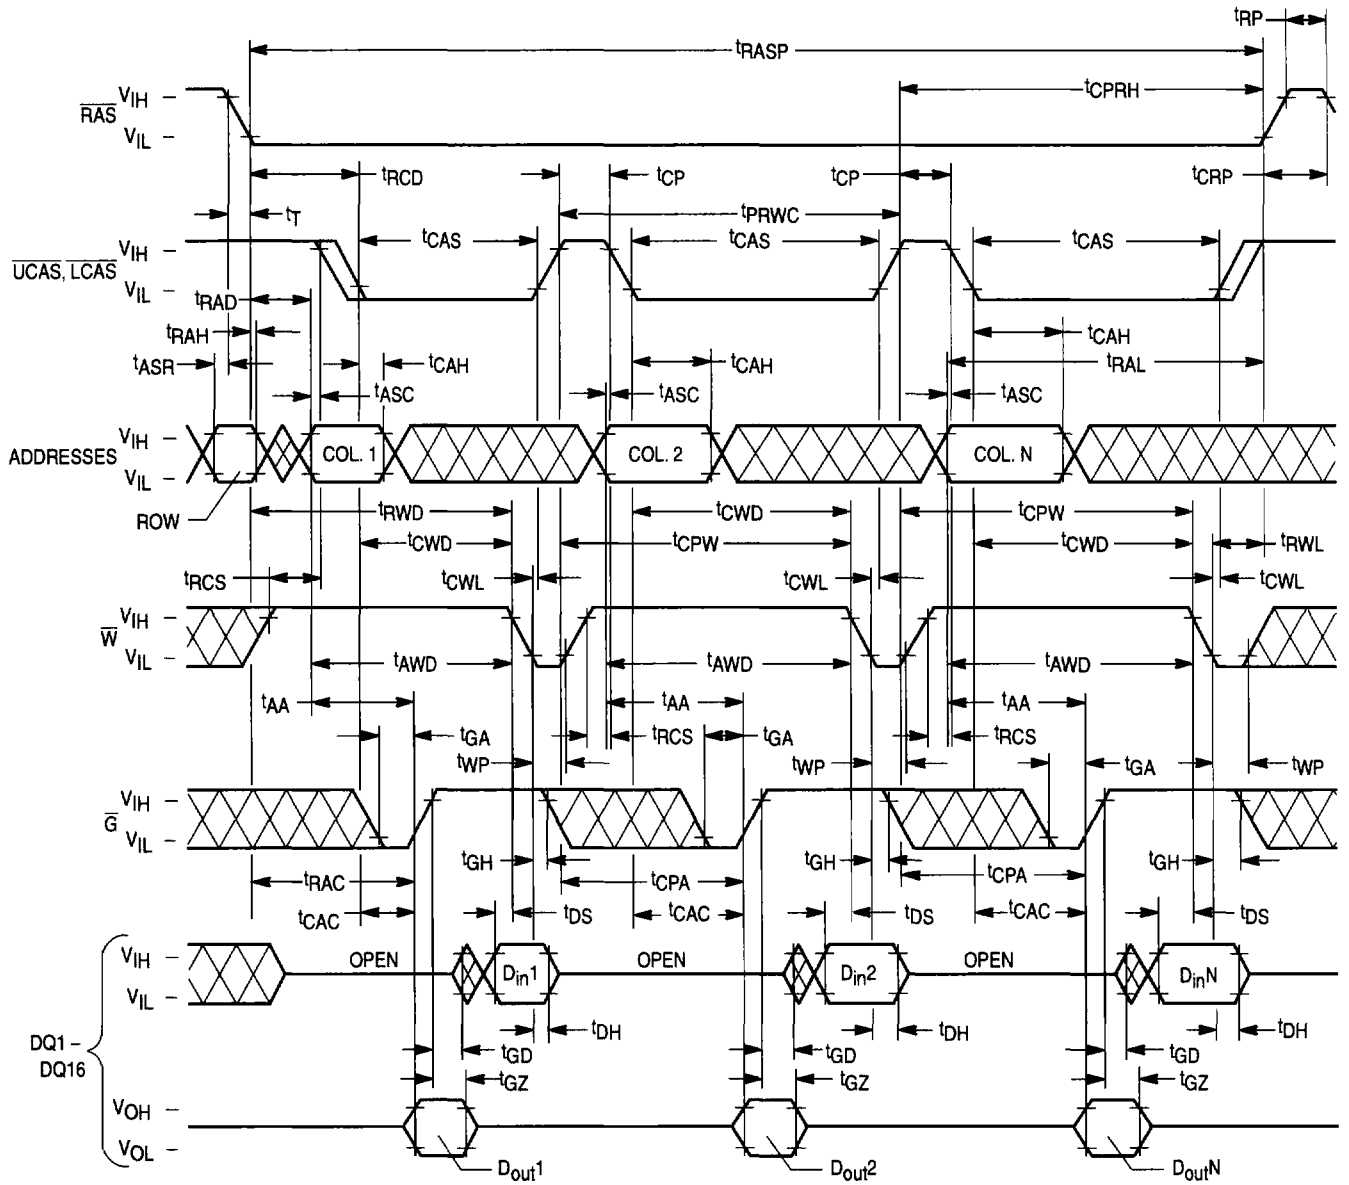 tRP
tRASP
tCPRH
RAS VIH
VIL
tRCD tCP tCP tCRP
tT tPRWC
VIH tCAS tCAS tCAS
UCAS, LCAS
VIL
tRAD
tRAH tCAH
tASR tCAH tCAH tRAL
tASC tASC tASC
ADDRESSES VIH COL. 1 COL. 2 COL. N
VIL
ROW tRWD tCWD tCPW
tCWD tCPW tCWD tRWL
tRCS tCWL tCWL tCWL
W VIH
VIL
tAWD tAWD tAWD
tAA tAA tAA
tGA tRCS tGA tRCS tGA
tWP tWP tWP
G VIH
VIL
tGH tGH tGH
tRAC tCPA tCPA
tCAC tDS tCAC tDS tCAC tDS
VIH OPEN Din1 OPEN Din2 OPEN DinN
VIL
tDH tDH tDH
DQ1 – DQ16
tGD tGD tGD
tGZ tGZ tGZ
VOH
VOL
Dout1 Dout2 DoutN